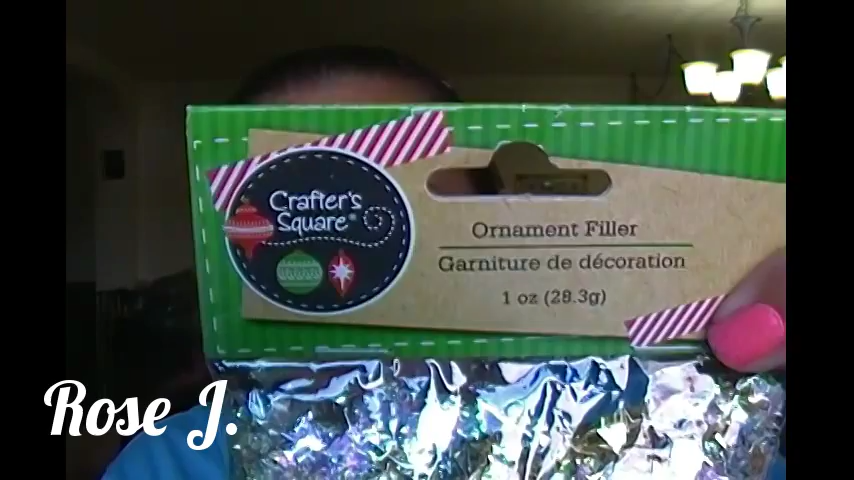 Crafter's
Square®
Ornament Filler
Garniture de décoration
1 oz (28.3g)
Rose J.